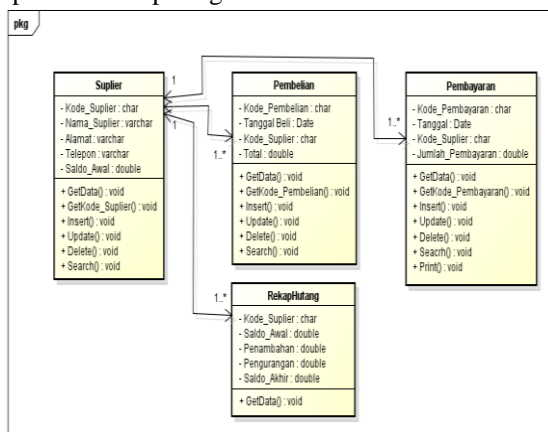 pkg
Suplier
- Kode_Suplier : char
- Nama_Suplier : varchar
- Alamat : varchar
- Telepon : varchar
- Saldo_Awal : double
+ GetData() : void
+ GetKode_Suplier() : void
+ Insert() : void
+ Update() : void
+ Delete() : void
+ Search() : void
1
1
Pembelian
- Kode_Pembelian : char
- Tanggal Beli : Date
- Kode_Suplier : char
- Total : double
+ GetData() : void
+ GetKode_Pembelian() : void
+ Insert() : void
+ Update() : void
+ Delete() : void
+ Search() : void
1..*
Pembayaran
- Kode_Pembayaran : char
- Tanggal : Date
- Kode_Suplier : char
- Jumlah_Pembayaran : double
+ GetData() : void
+ GetKode_Pembayaran() : void
+ Insert() : void
+ Update() : void
+ Delete() : void
+ Seacrh() : void
+ Print() : void
1..*
RekapHutang
- Kode_Suplier : char
- Saldo_Awal : double
- Penambahan : double
- Pengurangan : double
- Saldo_Akhir : double
+ GetData() : void
1..*